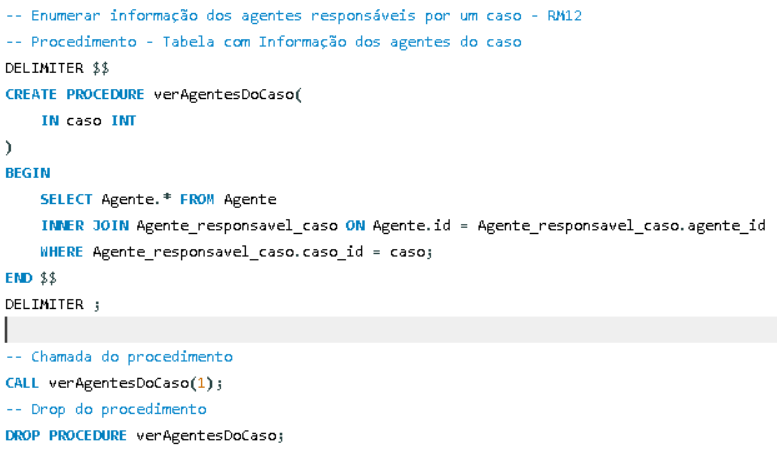 -- Enumerar informação dos agentes responsáveis por um caso - RM12
-- Procedimento - Tabela com Informação dos agentes do caso
DELIMITER $$
CREATE PROCEDURE verAgentesDoCaso(
    IN caso INT
)
BEGIN
    SELECT Agente.* FROM Agente
    INNER JOIN Agente_responsavel_caso ON Agente.id = Agente_responsavel_caso.agente_id
    WHERE Agente_responsavel_caso.caso_id = caso;
END $$
DELIMITER ;
-- Chamada do procedimento
CALL verAgentesDoCaso(1);
-- Drop do procedimento
DROP PROCEDURE verAgentesDoCaso;